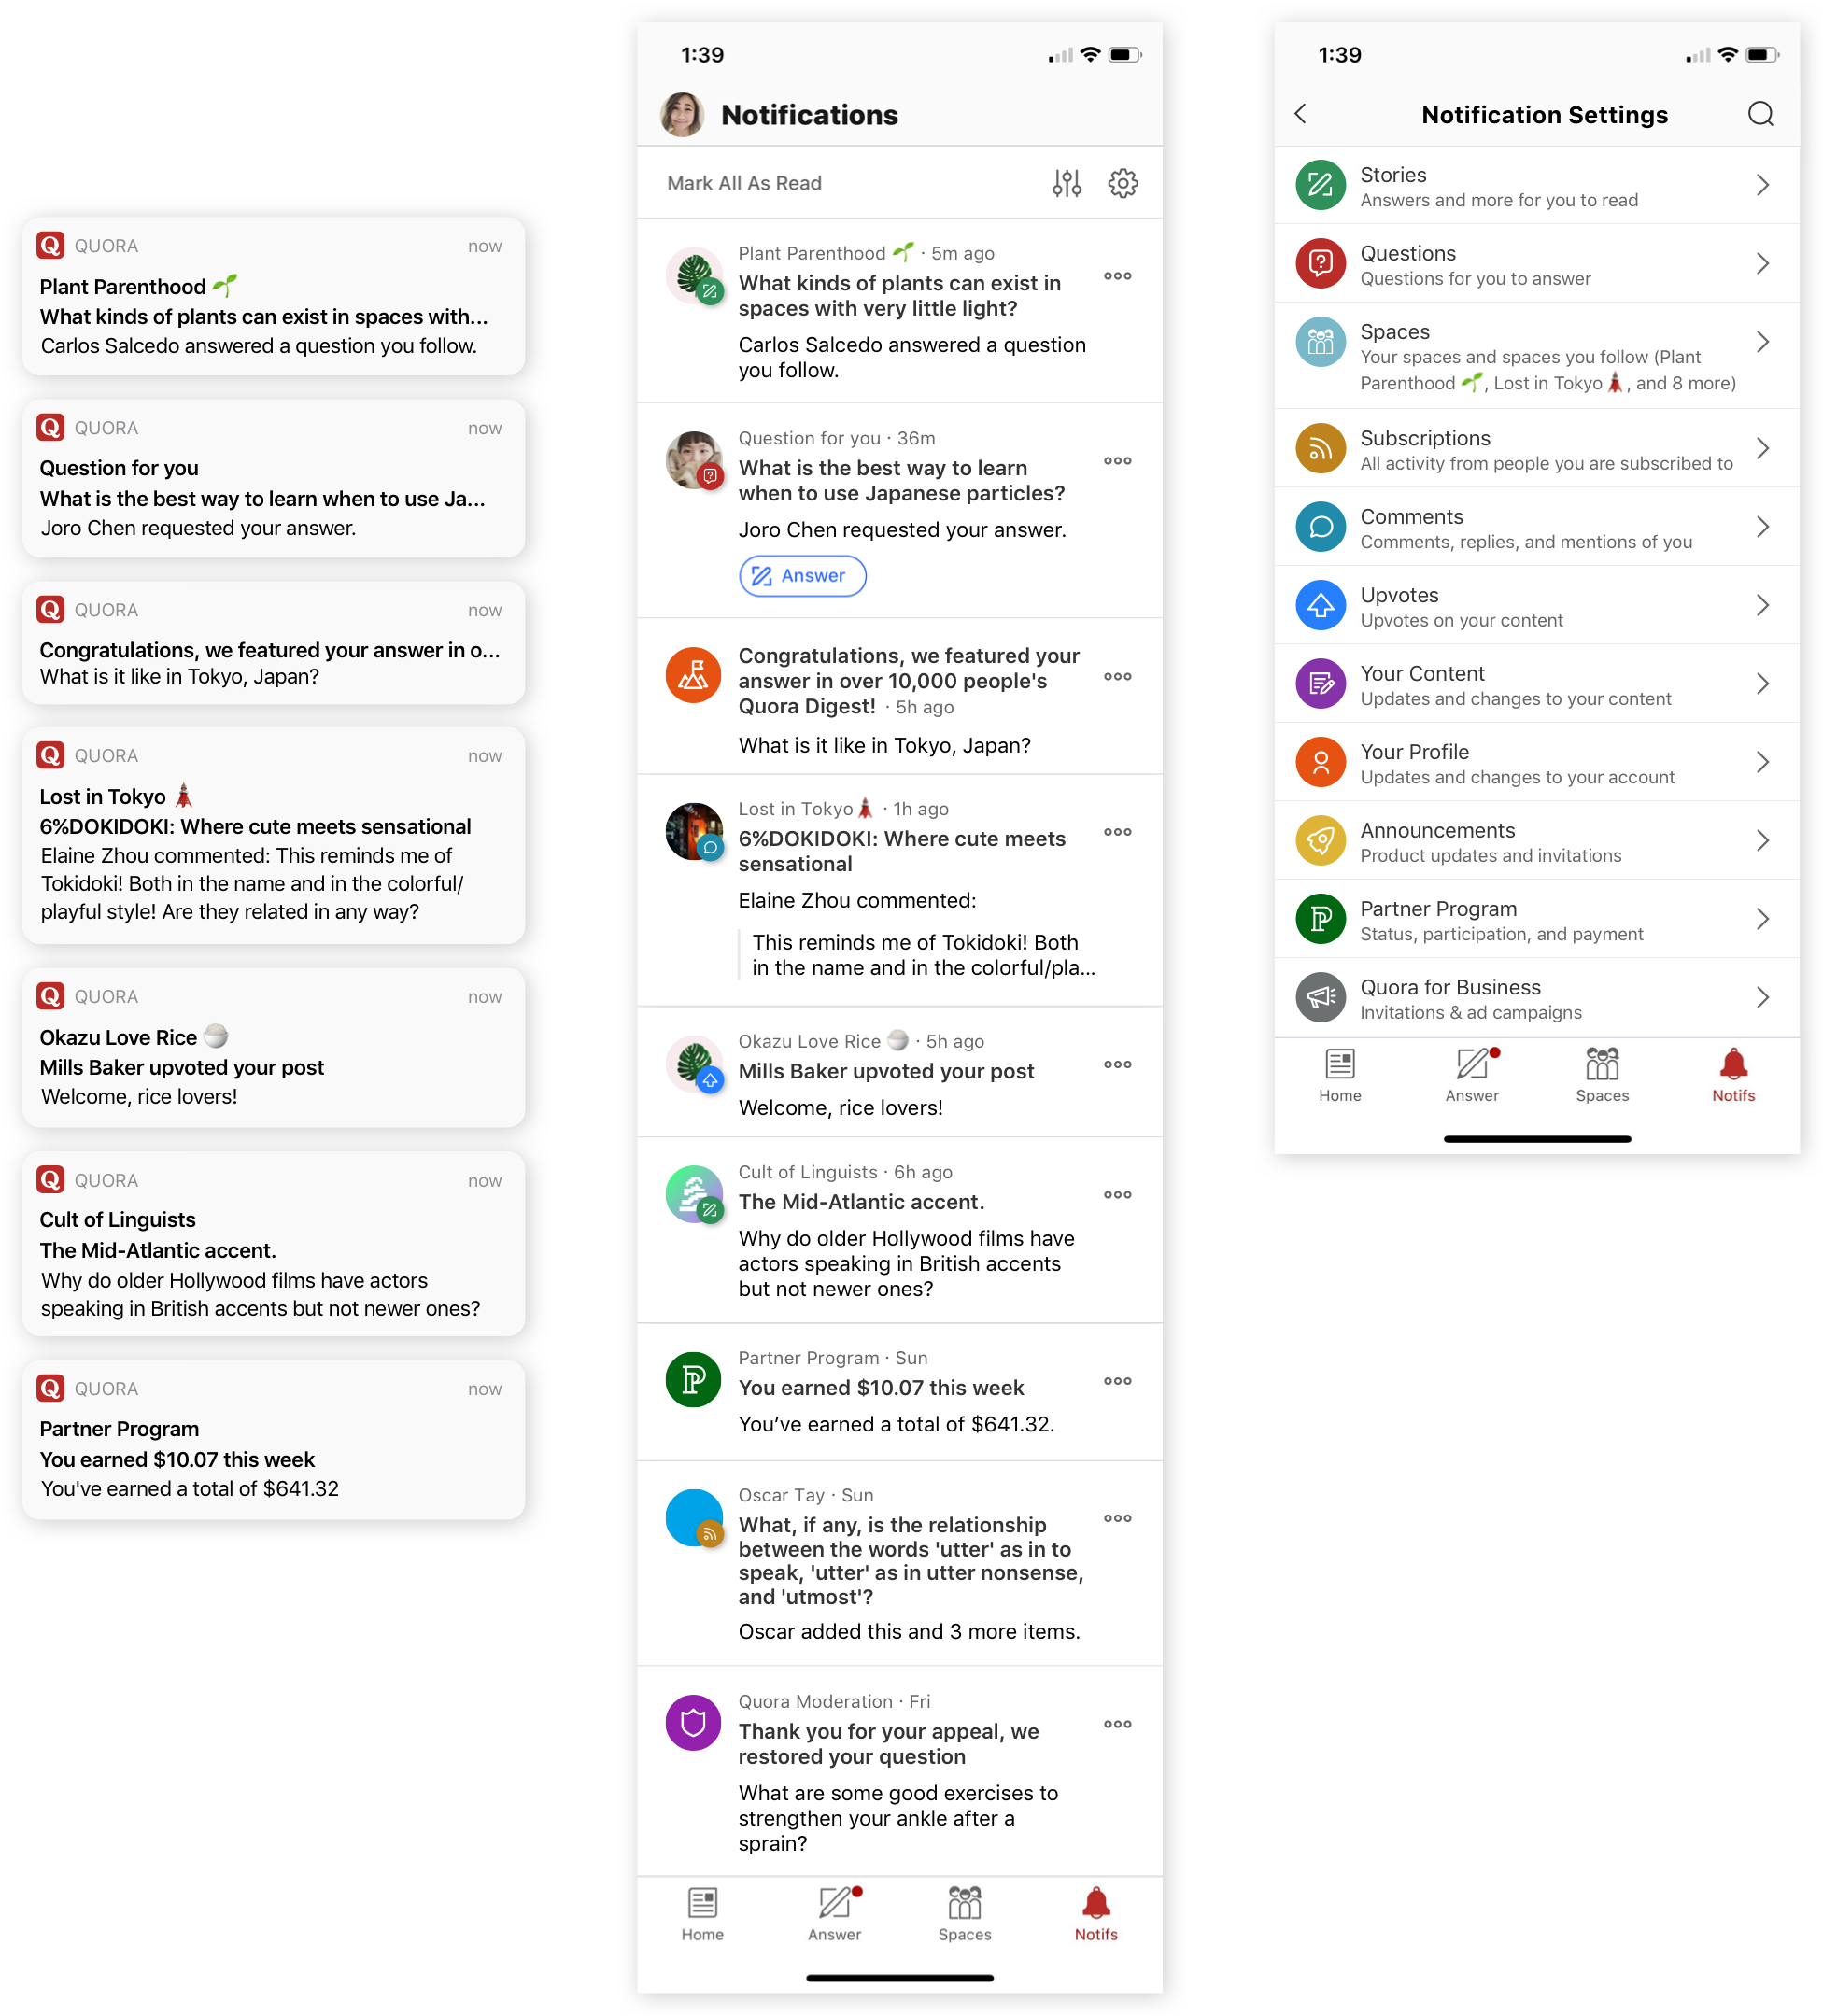 QUORA
now
Plant Parenthood 🌱
What kinds of plants can exist in spaces with...
Carlos Salcedo answered a question you follow.
QUORA
now
Question for you
What is the best way to learn when to use Ja...
Joro Chen requested your answer.
QUORA
now
Congratulations, we featured your answer in o...
What is it like in Tokyo, Japan?
QUORA
now
Lost in Tokyo 🗼
6%DOKIDOKI: Where cute meets sensational
Elaine Zhou commented: This reminds me of
Tokidoki! Both in the name and in the colorful/
playful style! Are they related in any way?
QUORA
now
Okazu Love Rice 🍚
Mills Baker upvoted your post
Welcome, rice lovers!
QUORA
now
Cult of Linguists
The Mid-Atlantic accent.
Why do older Hollywood films have actors
speaking in British accents but not newer ones?
QUORA
now
Partner Program
You earned $10.07 this week
You've earned a total of $641.32
1:39
Notifications
Mark All As Read
Plant Parenthood 🌱 · 5m ago
What kinds of plants can exist in
spaces with very little light?
Carlos Salcedo answered a question
you follow.
Question for you · 36m
What is the best way to learn
when to use Japanese particles?
Joro Chen requested your answer.
Answer
Congratulations, we featured your
answer in over 10,000 people's
Quora Digest! · 5h ago
What is it like in Tokyo, Japan?
Lost in Tokyo🗼 · 1h ago
6%DOKIDOKI: Where cute meets
sensational
Elaine Zhou commented:
This reminds me of Tokidoki! Both
in the name and in the colorful/pla...
Okazu Love Rice 🍚 · 5h ago
Mills Baker upvoted your post
Welcome, rice lovers!
Cult of Linguists · 6h ago
The Mid-Atlantic accent.
Why do older Hollywood films have
actors speaking in British accents
but not newer ones?
Partner Program · Sun
You earned $10.07 this week
You’ve earned a total of $641.32.
Oscar Tay · Sun
What, if any, is the relationship
between the words 'utter' as in to
speak, 'utter' as in utter nonsense,
and 'utmost'?
Oscar added this and 3 more items.
Quora Moderation · Fri
Thank you for your appeal, we
restored your question
What are some good exercises to
strengthen your ankle after a
sprain?
Home
Answer
Spaces
Notifs
1:39
Notification Settings
Stories
Answers and more for you to read
Questions
Questions for you to answer
Spaces
Your spaces and spaces you follow (Plant
Parenthood 🌱, Lost in Tokyo🗼, and 8 more)
Subscriptions
All activity from people you are subscribed to
Comments
Comments, replies, and mentions of you
Upvotes
Upvotes on your content
Your Content
Updates and changes to your content
Your Profile
Updates and changes to your account
Announcements
Product updates and invitations
Partner Program
Status, participation, and payment
Quora for Business
Invitations & ad campaigns
Home
Answer
Spaces
Notifs